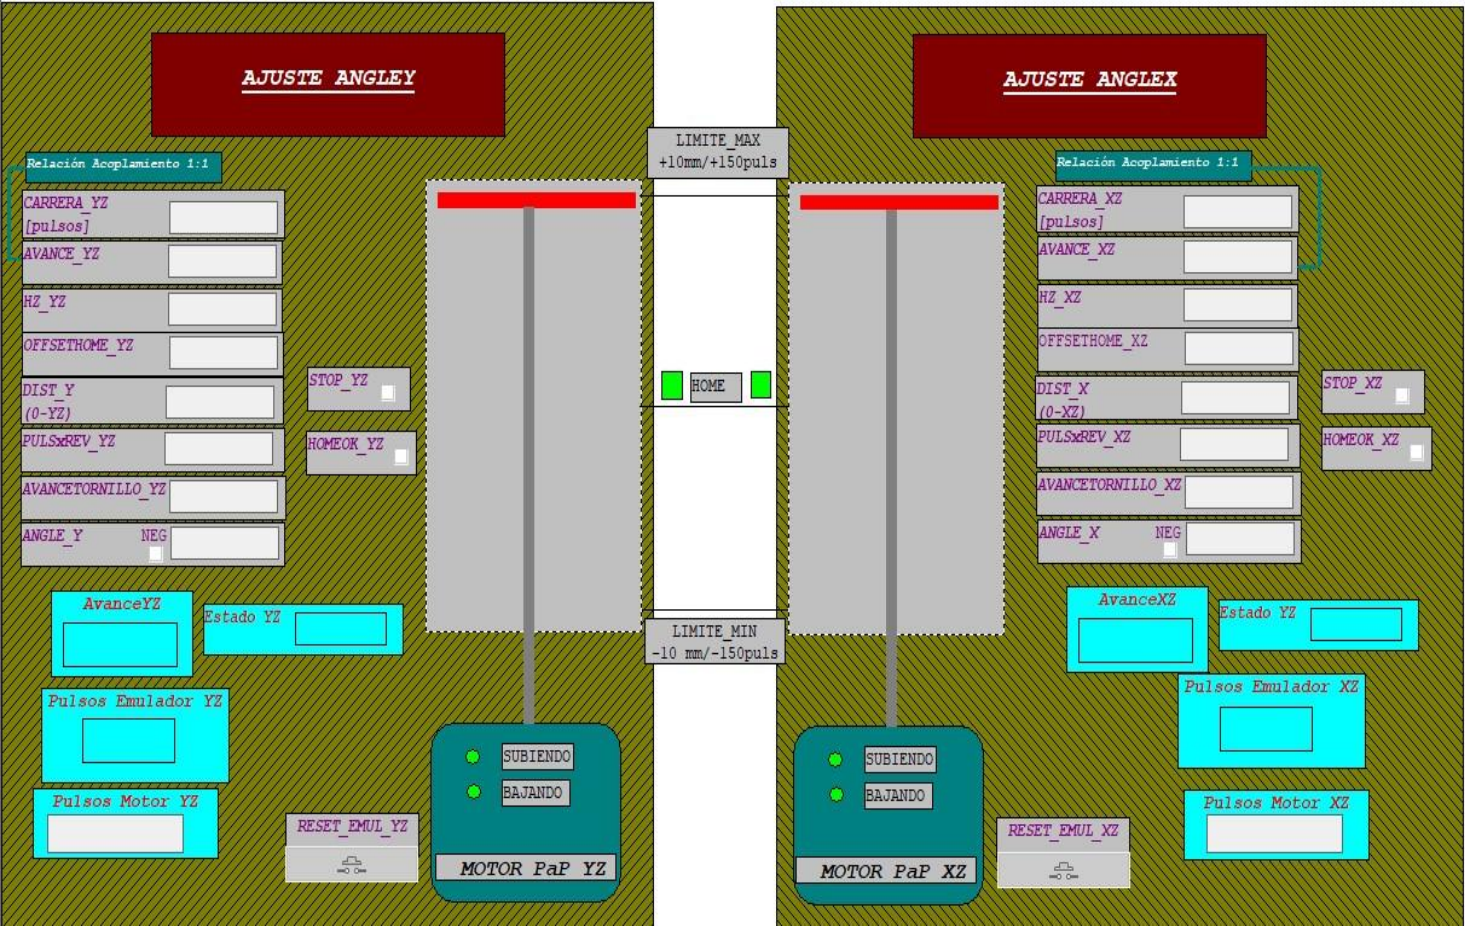 AJUSTE ANGLEY
Relación Acoplamiento 1:1
CARRERA_YZ
[pulsos]
AVANCE_YZ
HZ_YZ
OFFSETHOME_YZ
DIST_Y
(0-YZ)
PULSxREV_YZ
AVANCETORNILLO_YZ
ANGLE_Y NEG
STOP_YZ
HOMEOK_YZ
AvanceYZ
Estado YZ
Pulsos Emulador YZ
Pulsos Motor YZ
RESET_EMUL_YZ
SUBIENDO
BAJANDO
MOTOR PaP YZ
LIMITE_MAX
+10mm/+150puls
HOME
LIMITE_MIN
-10 mm/-150puls
AJUSTE ANGLEX
Relación Acoplamiento 1:1
CARRERA_XZ
[pulsos]
AVANCE_XZ
HZ_XZ
OFFSETHOME_XZ
DIST_X
(0-XZ)
PULSxREV_XZ
AVANCETORNILLO_XZ
ANGLE_X NEG
STOP_XZ
HOMEOK_XZ
AvanceXZ
Estado YZ
Pulsos Emulador XZ
Pulsos Motor XZ
RESET_EMUL_XZ
SUBIENDO
BAJANDO
MOTOR PaP XZ